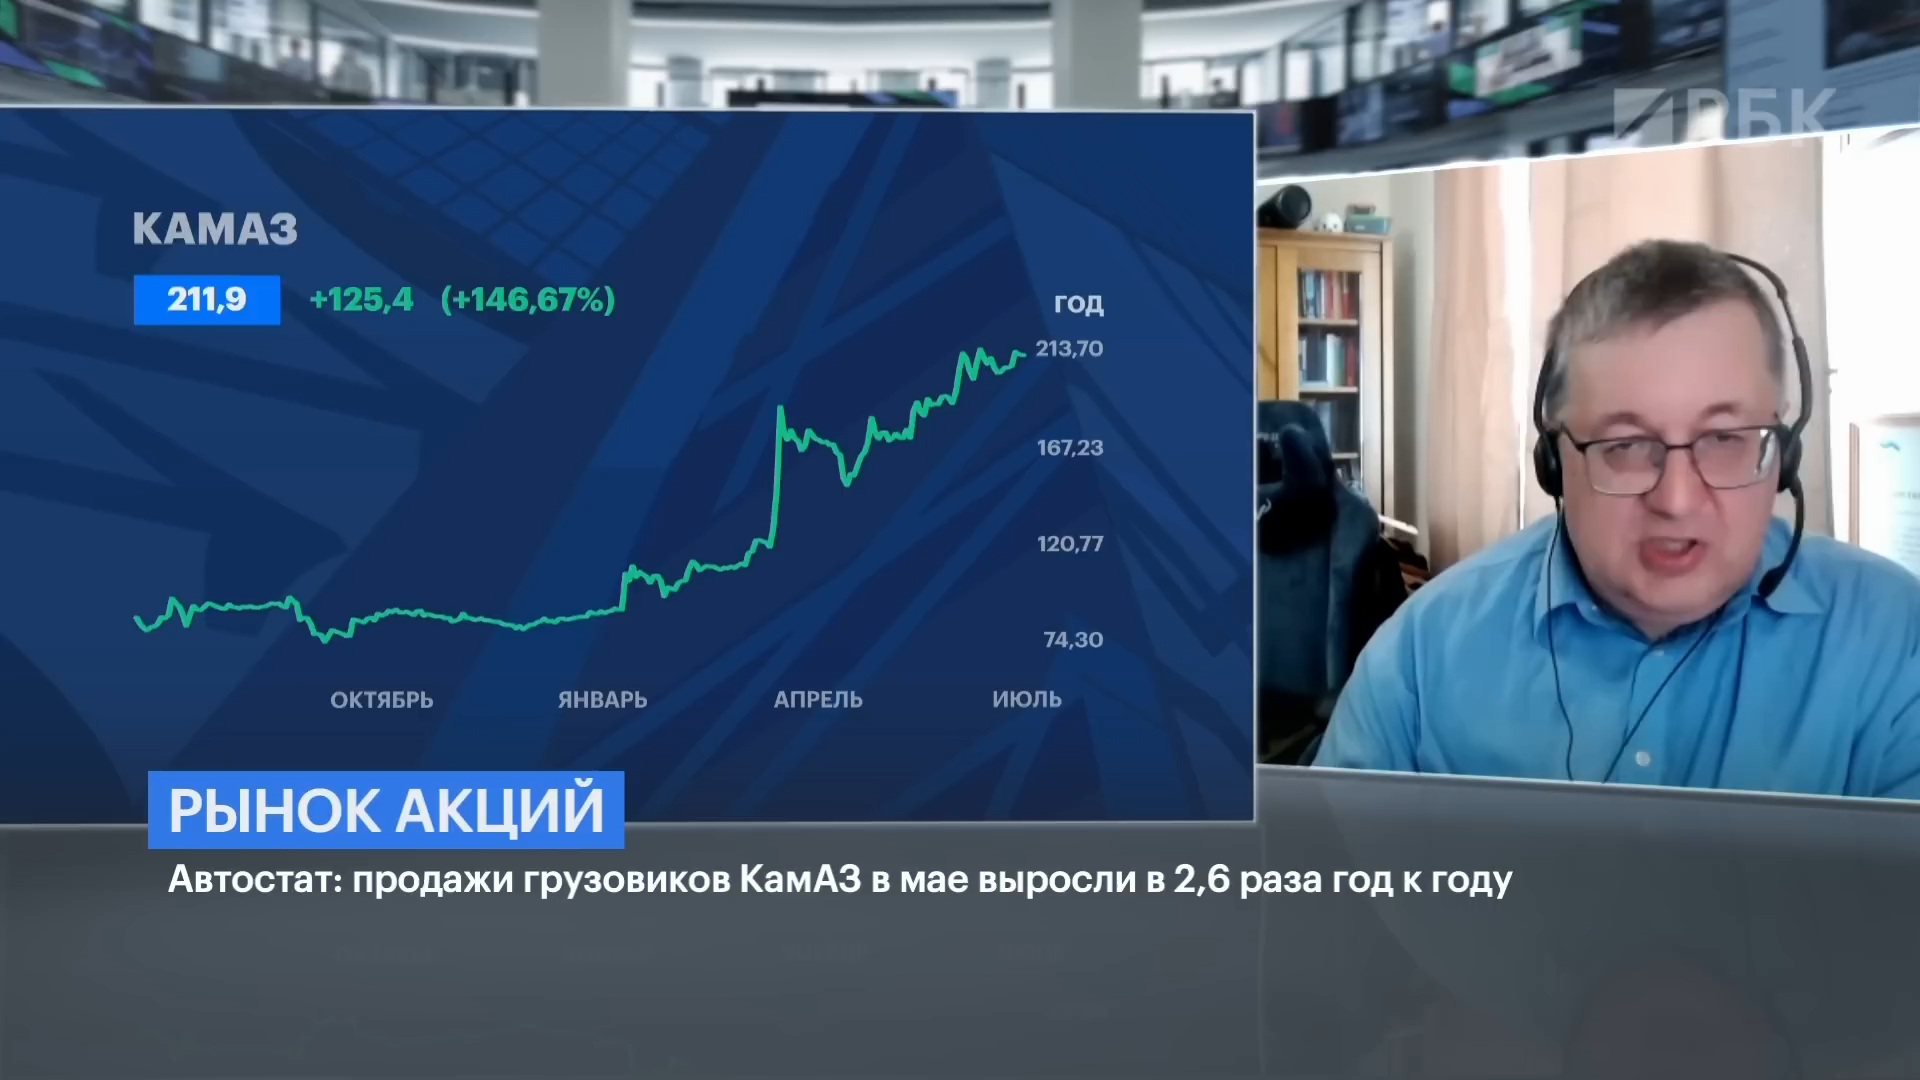 РБК
КАМАЗ
211,9 +125,4 (+146,67%)
ГОД
213,70
167,23
120,77
74,30
ОКТЯБРЬ ЯНВАРЬ АПРЕЛЬ ИЮЛЬ
РЫНОК АКЦИЙ
Автостат: продажи грузовиков КамАЗ в мае выросли в 2,6 раза год к году